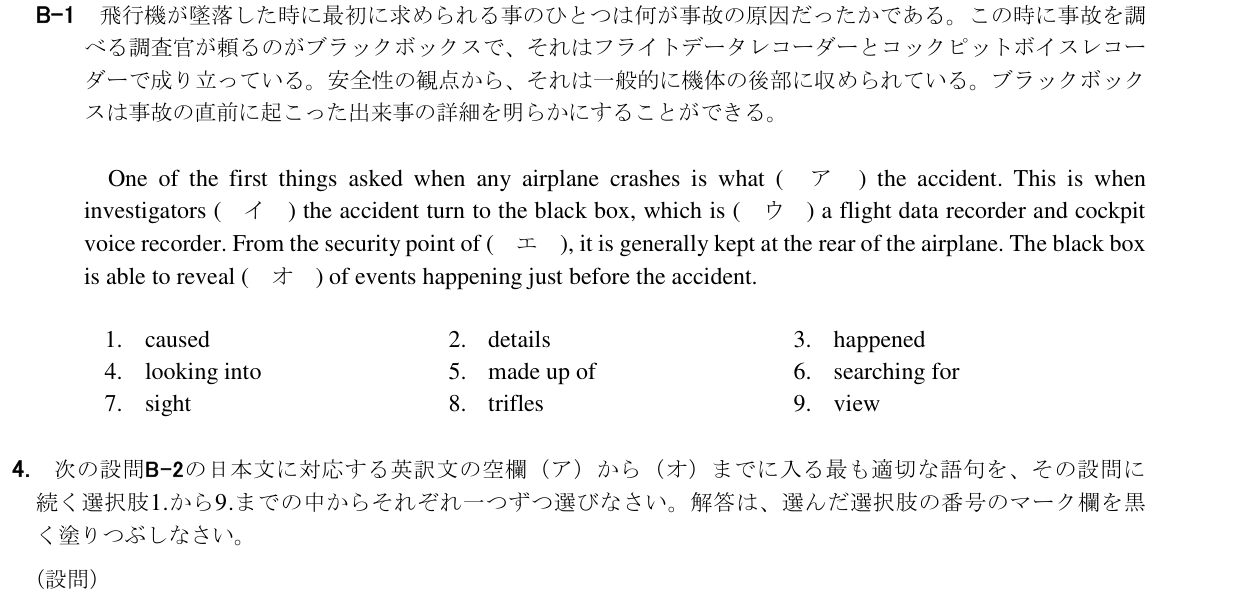 B-1 飛行機が墜落した時に最初に求められる事のひとつは何が事故の原因だったかである。この時に事故を調
べる調査官が頼るのがブラックボックスで、それはフライトデータレコーダーとコックピットボイスレコー
ダーで成り立っている。安全性の観点から、それは一般的に機体の後部に収められている。ブラックボック
スは事故の直前に起こった出来事の詳細を明らかにすることができる。
One of the first things asked when any airplane crashes is what ( ア ) the accident. This is when
investigators ( イ ) the accident turn to the black box, which is ( ウ ) a flight data recorder and cockpit
voice recorder. From the security point of ( エ ), it is generally kept at the rear of the airplane. The black box
is able to reveal ( オ ) of events happening just before the accident.
1. caused 2. details 3. happened
4. looking into 5. made up of 6. searching for
7. sight 8. trifles 9. view
4. 次の設問B-2の日本文に対応する英訳文の空欄（ア）から（オ）までに入る最も適切な語句を、その設問に
続く選択肢1.から9.までの中からそれぞれ一つずつ選びなさい。解答は、選んだ選択肢の番号のマーク欄を黒
く塗りつぶしなさい。
（設問）